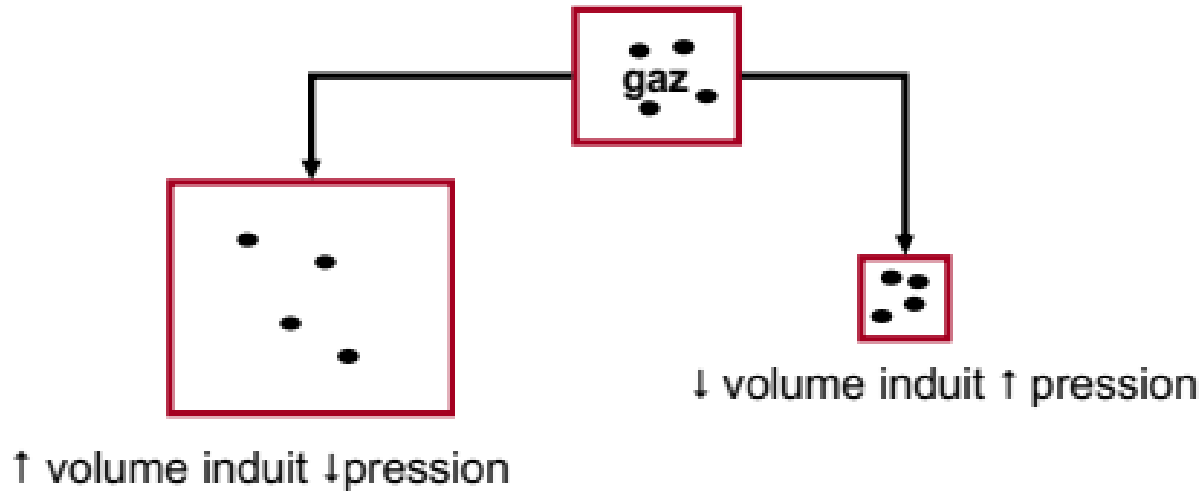 gaz
↓ volume induit ↑ pression
↑ volume induit ↓pression